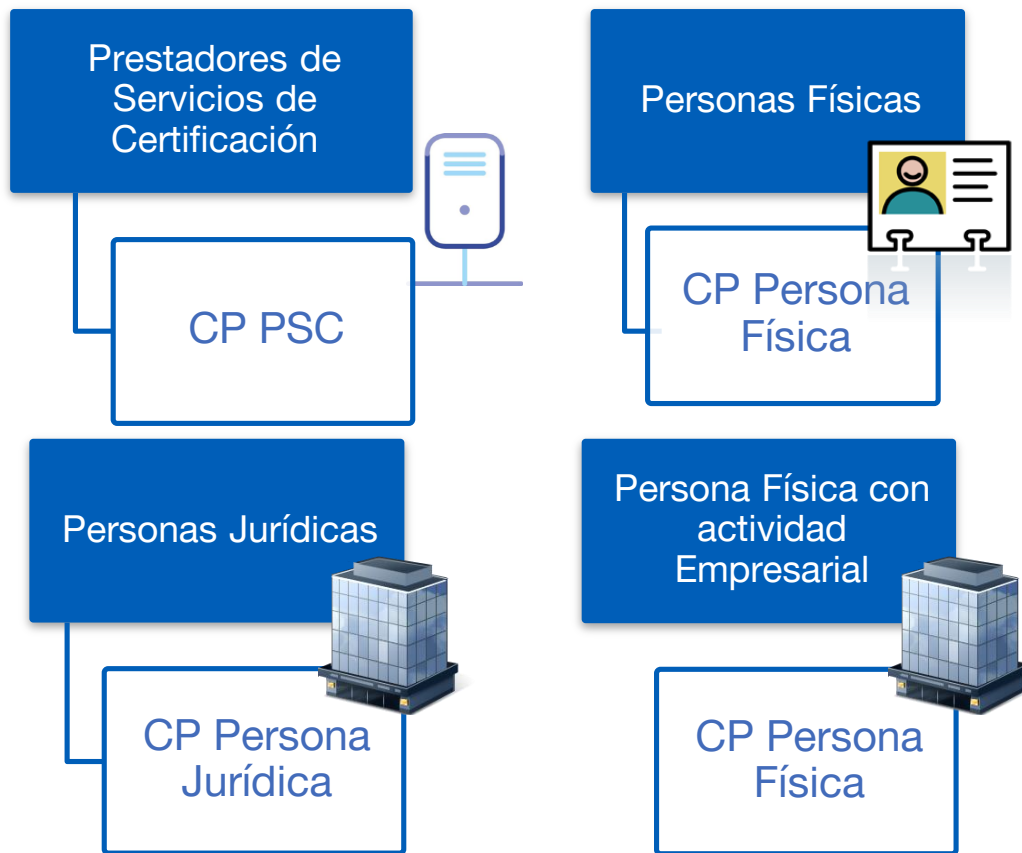 Prestadores de
Servicios de
Certificación
CP PSC
Personas Físicas
CP Persona
Física
Personas Jurídicas
CP Persona
Jurídica
Persona Física con
actividad
Empresarial
CP Persona
Física